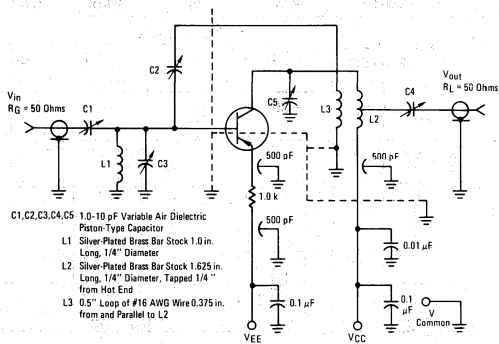 Vin
RG = 50 Ohms
C1
C2
C3
L1
C5
L3
L2
C4
Vout
RL = 50 Ohms
500 pF
1.0 k
500 pF
500 pF
0.01 µF
0.1 µF
0.1 µF
VEE
VCC
V Common
C1,C2,C3,C4,C5 1.0-10 pF Variable Air Dielectric
Piston-Type Capacitor
L1 Silver-Plated Brass Bar Stock 1.0 in.
Long, 1/4" Diameter
L2 Silver-Plated Brass Bar Stock 1.625 in.
Long, 1/4" Diameter, Tapped 1/4"
from Hot End
L3 0.5" Loop of #16 AWG Wire 0.375 in.
from and Parallel to L2